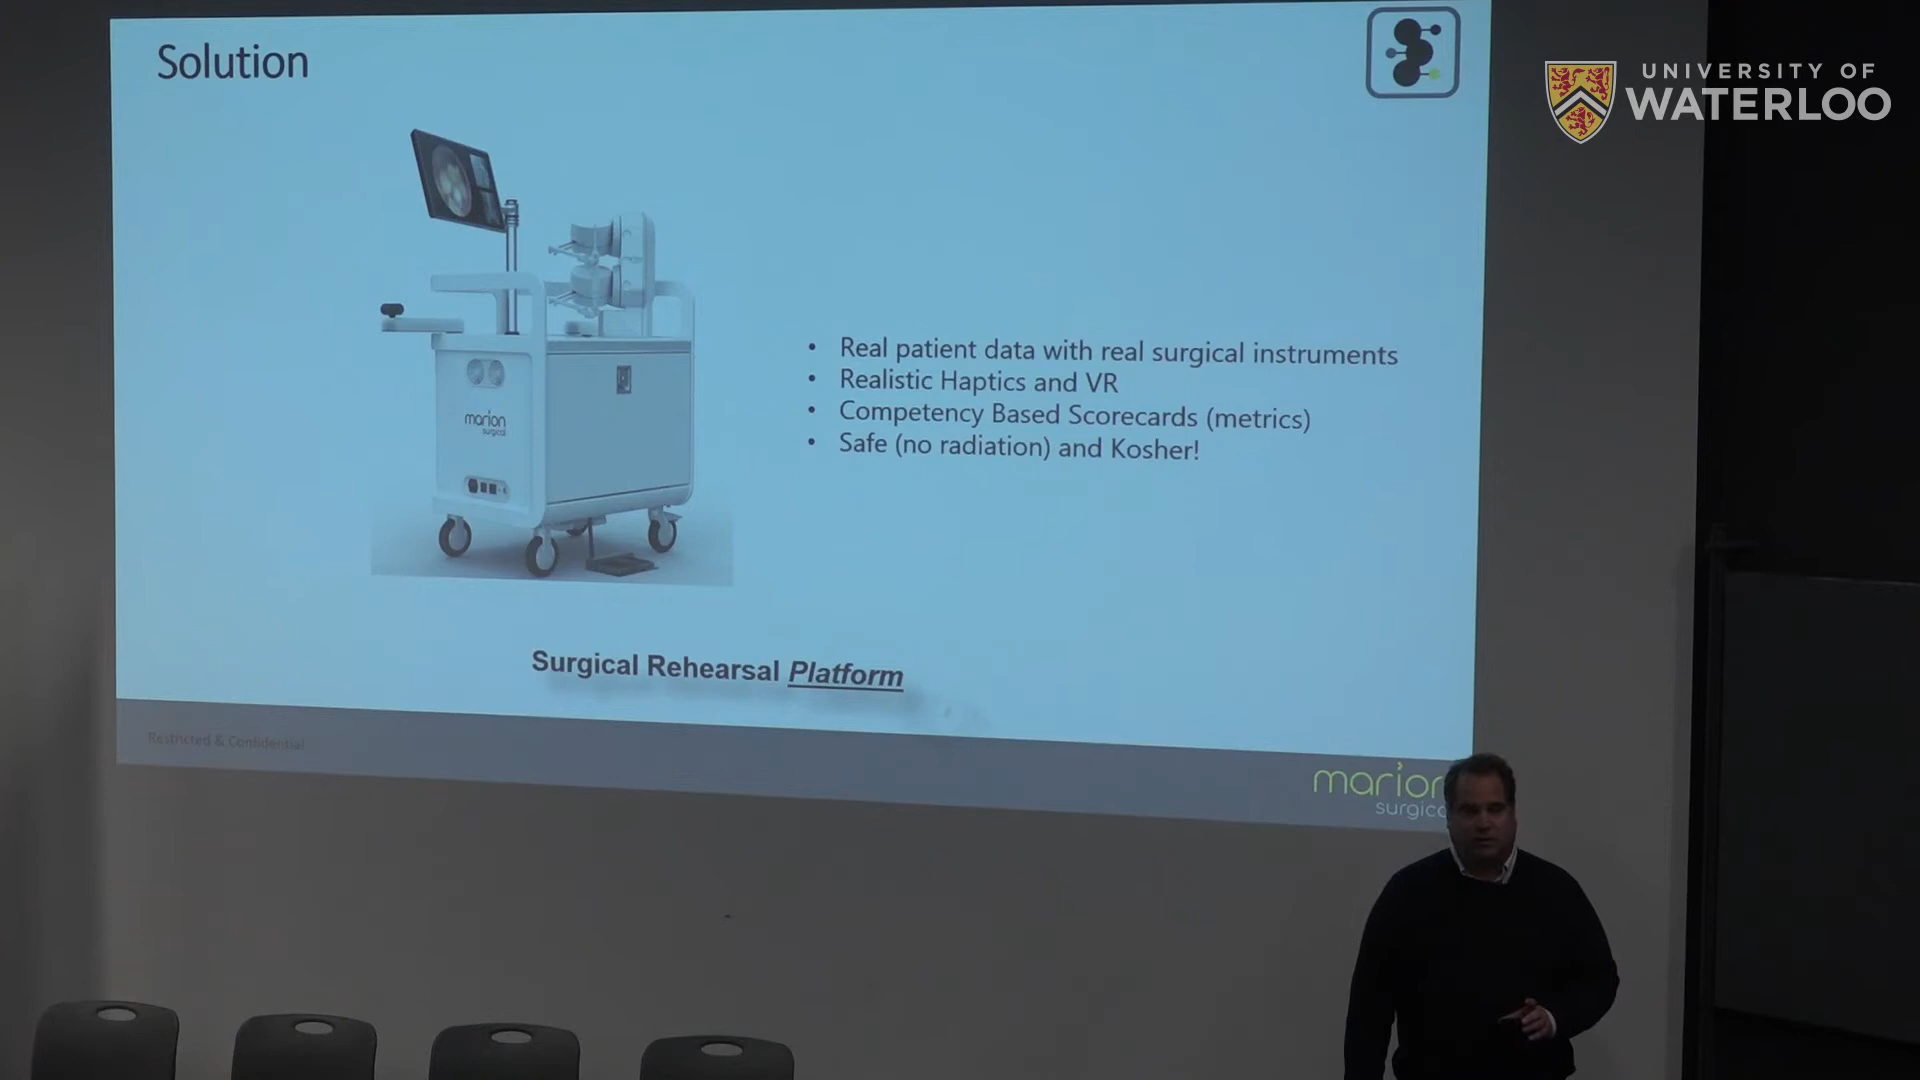 Solution
UNIVERSITY OF
WATERLOO
marion
surgical
• Real patient data with real surgical instruments
• Realistic Haptics and VR
• Competency Based Scorecards (metrics)
• Safe (no radiation) and Kosher!
Surgical Rehearsal Platform
Restricted & Confidential
marion
surgica